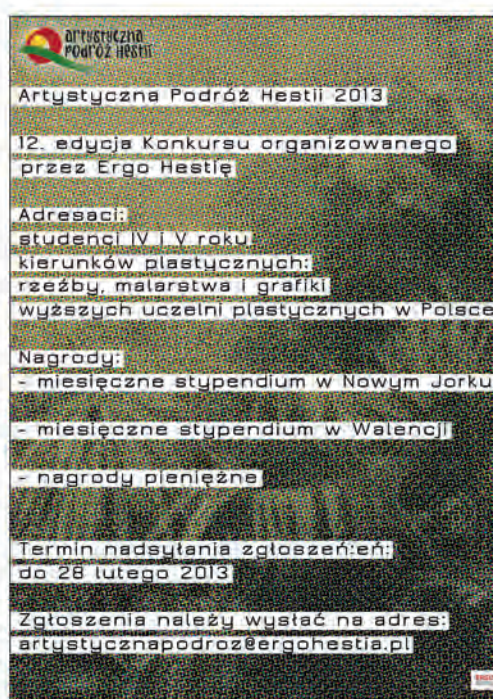 artystyczna
podróż Hestii
Artystyczna Podróż Hestii 2013
12. edycja Konkursu organizowanego
przez Ergo Hestię
Adresaci:
studenci IV i V roku
kierunków plastycznych:
rzeźby, malarstwa i grafiki
wyższych uczelni plastycznych w Polsce
Nagrody:
- miesięczne stypendium w Nowym Jorku
- miesięczne stypendium w Walencji
- nagrody pieniężne
Termin nadsyłania zgłoszeń:eń:
do 28 lutego 2013
Zgłoszenia należy wysłać na adres:
artystycznapodroz@ergohestia.pl